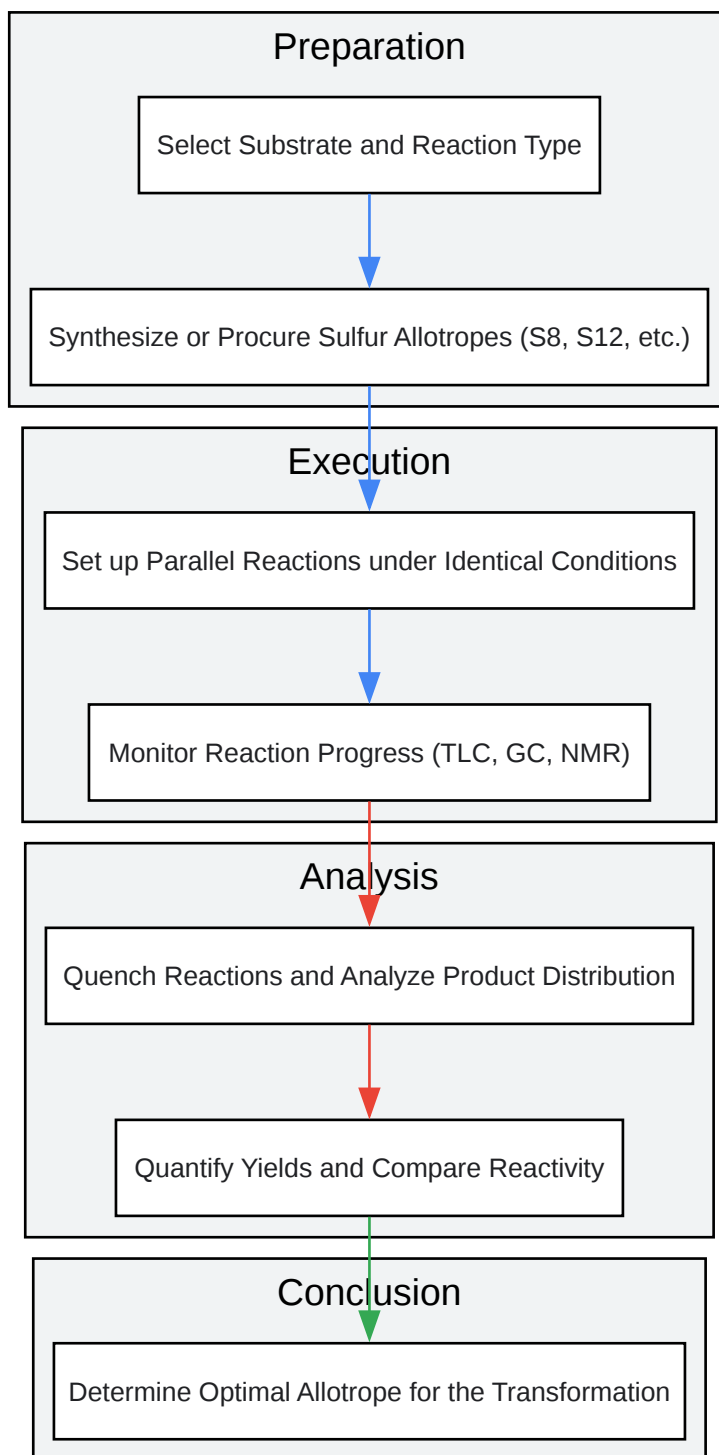 Preparation
Select Substrate and Reaction Type
Synthesize or Procure Sulfur Allotropes (S8, S12, etc.)
Execution
Set up Parallel Reactions under Identical Conditions
Monitor Reaction Progress (TLC, GC, NMR)
Analysis
Quench Reactions and Analyze Product Distribution
Quantify Yields and Compare Reactivity
Conclusion
Determine Optimal Allotrope for the Transformation